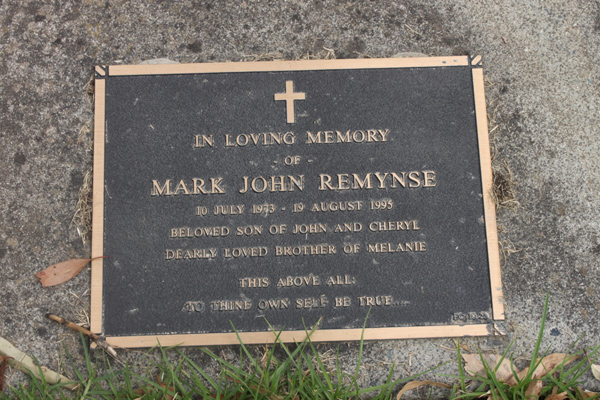 IN LOVING MEMORY
- OF -
MARK JOHN REMYNSE
10 JULY 1973 - 19 AUGUST 1995
BELOVED SON OF JOHN AND CHERYL
DEARLY LOVED BROTHER OF MELANIE
THIS ABOVE ALL:
TO THINE OWN SELF BE TRUE...